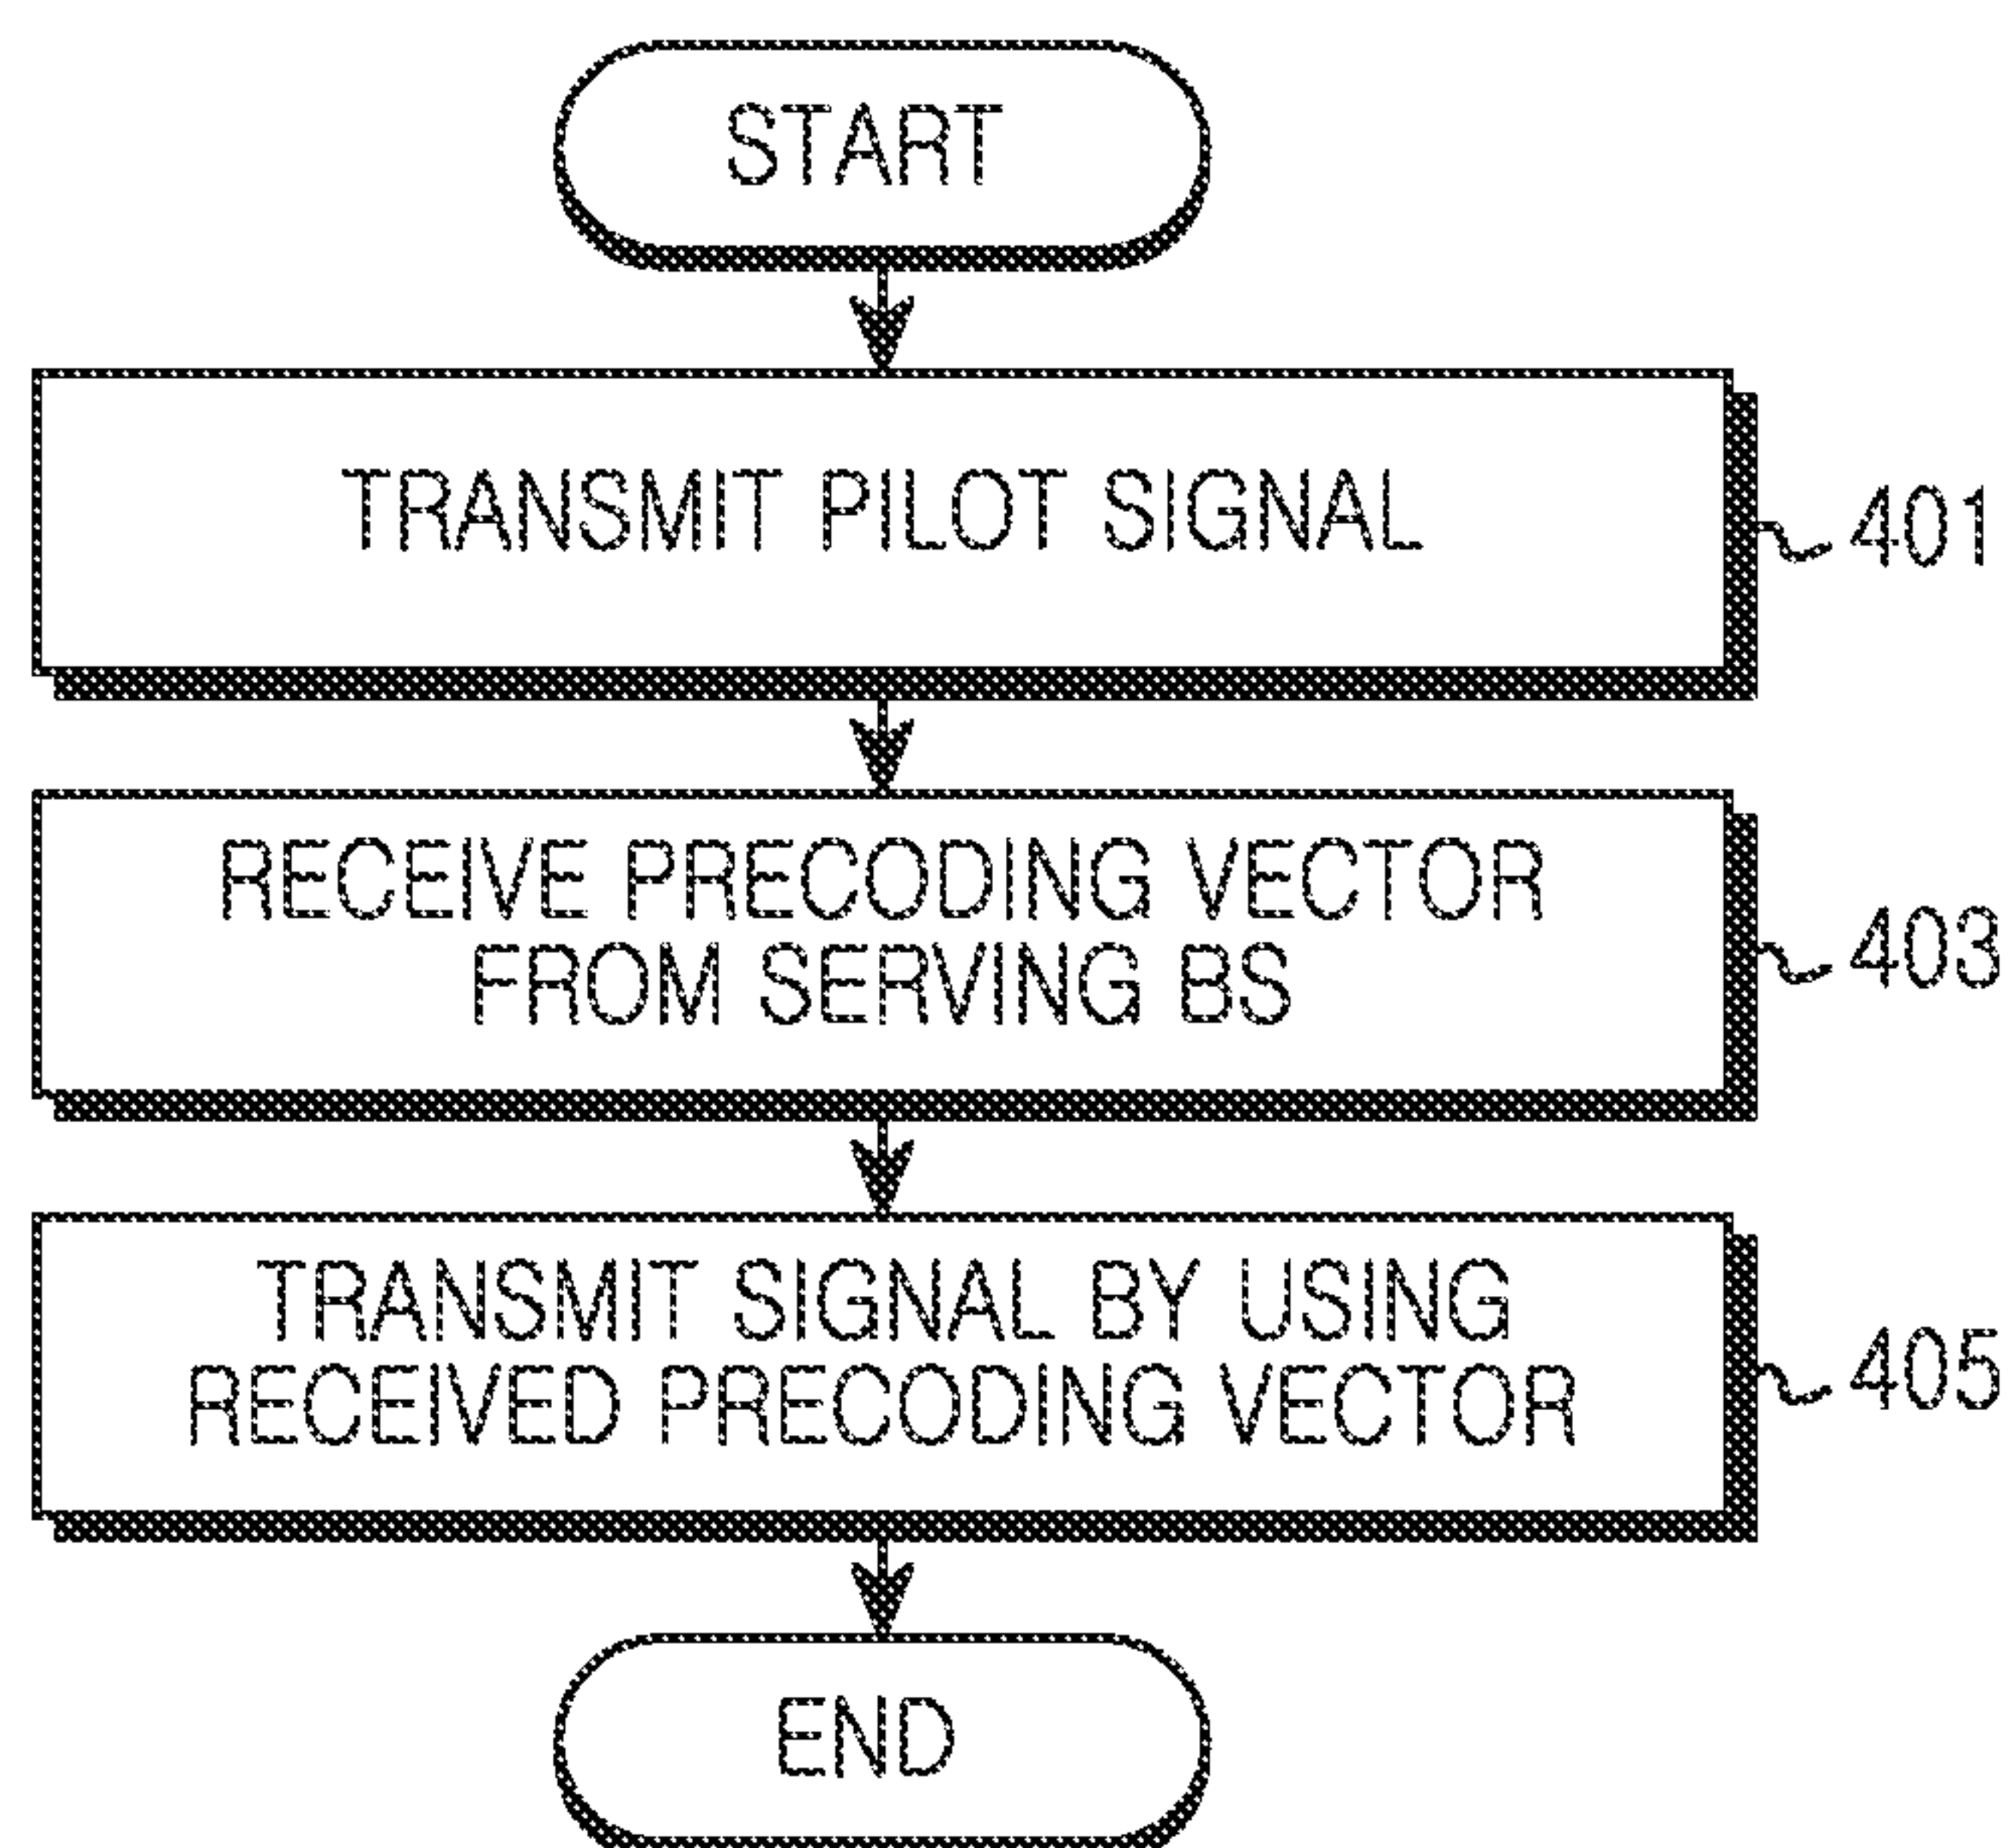 START
TRANSMIT PILOT SIGNAL
401
RECEIVE PRECODING VECTOR
FROM SERVING BS
403
TRANSMIT SIGNAL BY USING
RECEIVED PRECODING VECTOR
405
END